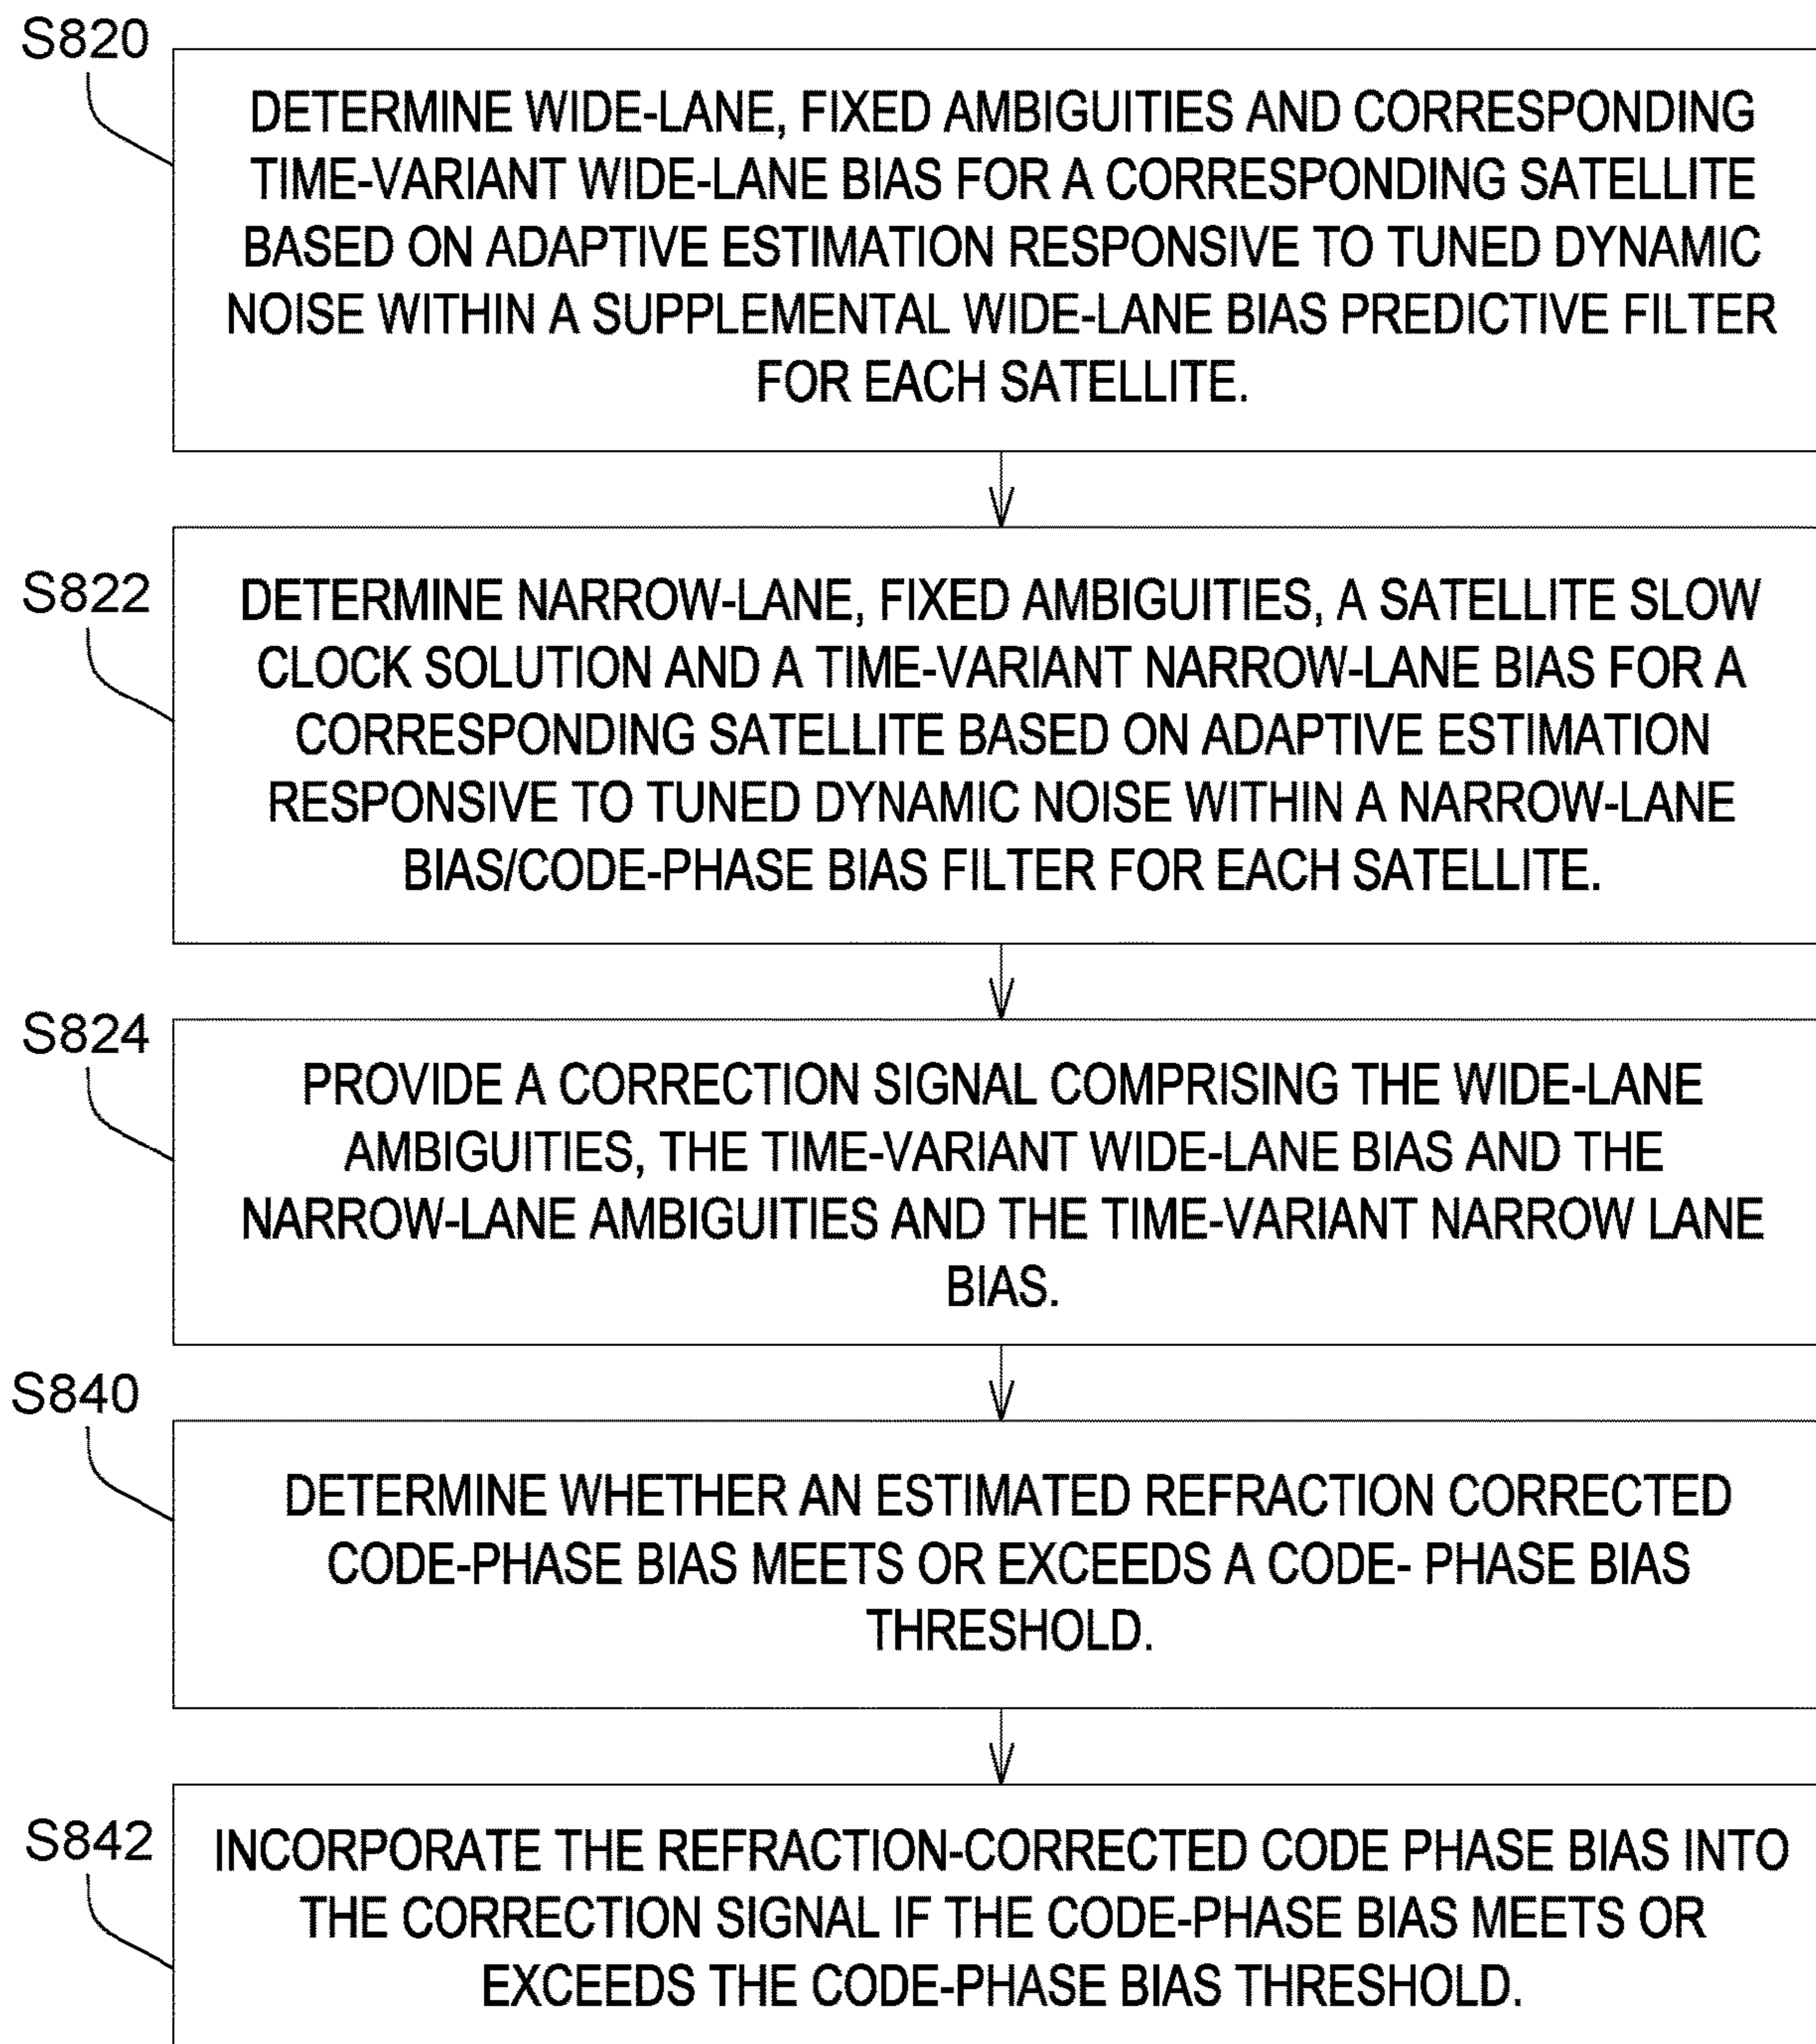 S820
DETERMINE WIDE-LANE, FIXED AMBIGUITIES AND CORRESPONDING
TIME-VARIANT WIDE-LANE BIAS FOR A CORRESPONDING SATELLITE
BASED ON ADAPTIVE ESTIMATION RESPONSIVE TO TUNED DYNAMIC
NOISE WITHIN A SUPPLEMENTAL WIDE-LANE BIAS PREDICTIVE FILTER
FOR EACH SATELLITE.
S822
DETERMINE NARROW-LANE, FIXED AMBIGUITIES, A SATELLITE SLOW
CLOCK SOLUTION AND A TIME-VARIANT NARROW-LANE BIAS FOR A
CORRESPONDING SATELLITE BASED ON ADAPTIVE ESTIMATION
RESPONSIVE TO TUNED DYNAMIC NOISE WITHIN A NARROW-LANE
BIAS/CODE-PHASE BIAS FILTER FOR EACH SATELLITE.
S824
PROVIDE A CORRECTION SIGNAL COMPRISING THE WIDE-LANE
AMBIGUITIES, THE TIME-VARIANT WIDE-LANE BIAS AND THE
NARROW-LANE AMBIGUITIES AND THE TIME-VARIANT NARROW LANE
BIAS.
S840
DETERMINE WHETHER AN ESTIMATED REFRACTION CORRECTED
CODE-PHASE BIAS MEETS OR EXCEEDS A CODE- PHASE BIAS
THRESHOLD.
S842
INCORPORATE THE REFRACTION-CORRECTED CODE PHASE BIAS INTO
THE CORRECTION SIGNAL IF THE CODE-PHASE BIAS MEETS OR
EXCEEDS THE CODE-PHASE BIAS THRESHOLD.